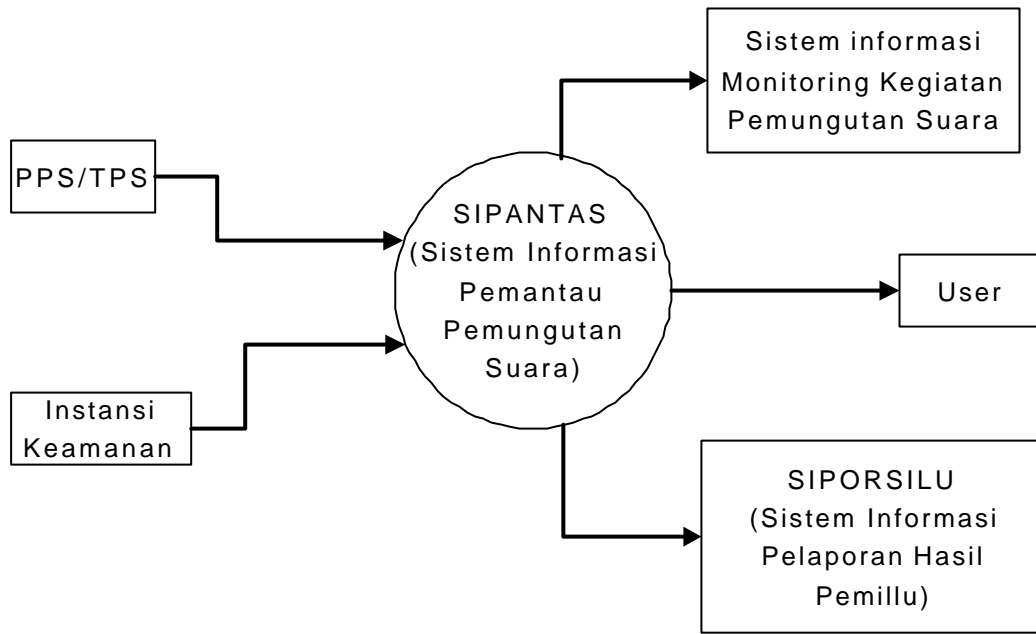 Sistem informasi
Monitoring Kegiatan
Pemungutan Suara
PPS/TPS
SIPANTAS
(Sistem Informasi
Pemantau
Pemungutan
Suara)
User
Instansi
Keamanan
SIPORSILU
(Sistem Informasi
Pelaporan Hasil
Pemillu)